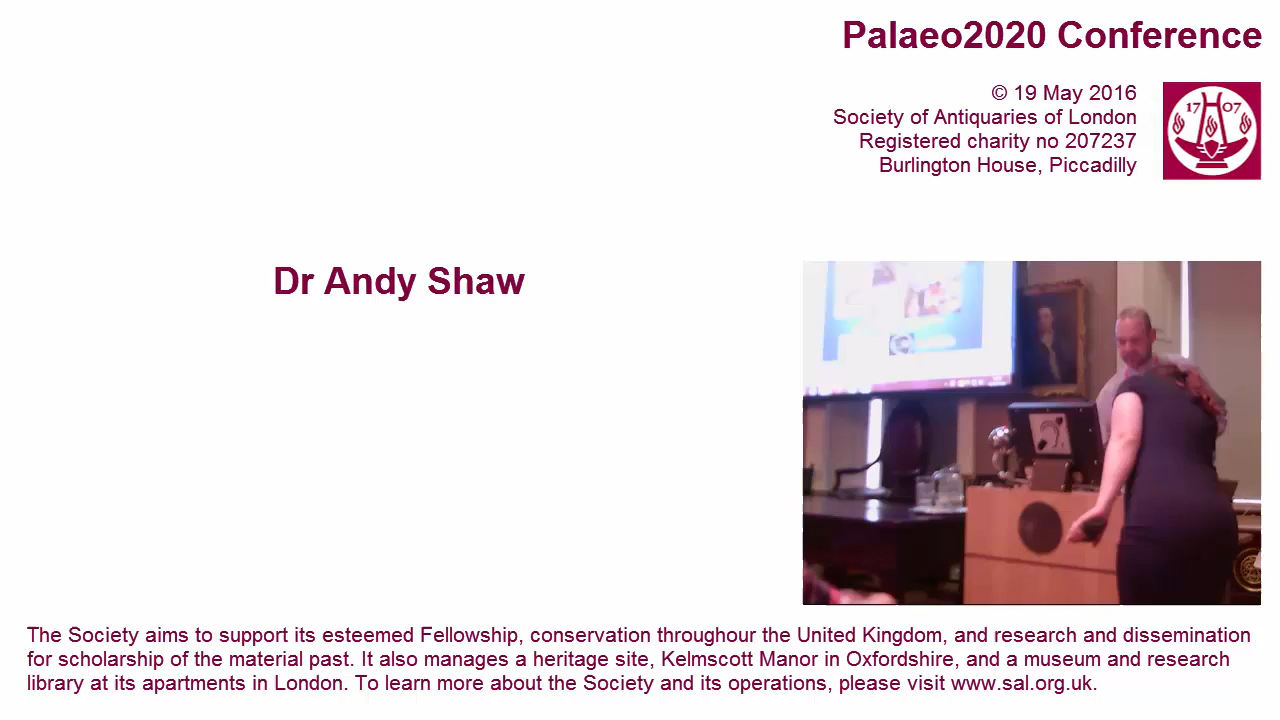 Palaeo2020 Conference
© 19 May 2016
Society of Antiquaries of London
Registered charity no 207237
Burlington House, Piccadilly
17 07
Dr Andy Shaw
The Society aims to support its esteemed Fellowship, conservation throughour the United Kingdom, and research and dissemination
for scholarship of the material past. It also manages a heritage site, Kelmscott Manor in Oxfordshire, and a museum and research
library at its apartments in London. To learn more about the Society and its operations, please visit www.sal.org.uk.